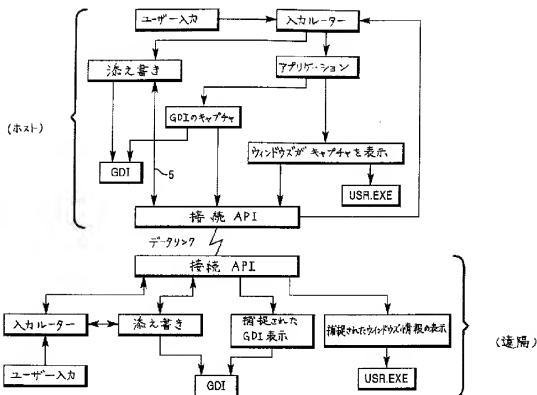 ユーザー入力
入力ルーター
添え書き
アプリケーション
(ホスト)
GDIのキャプチャ
ウィンドウズがキャプチャを表示
GDI
5
USR.EXE
接続 API
データリンク
接続 API
入力ルーター
添え書き
捕捉された
GDI 表示
捕捉されたウィンドウズ情報の表示
(遠隔)
ユーザー入力
GDI
USR.EXE